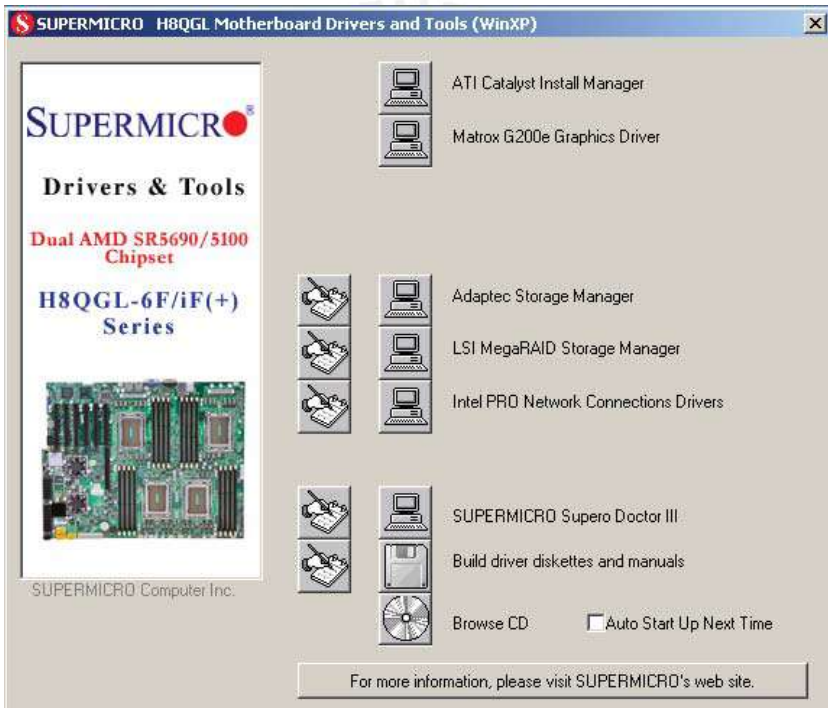 SUPERMICRO H8QGL Motherboard Drivers and Tools (WinXP)
SUPERMICRO®
Drivers & Tools
Dual AMD SR5690/5100
Chipset
H8QGL-6F/iF(+)
Series
SUPERMICRO Computer Inc.
ATI Catalyst Install Manager
Matrox G200e Graphics Driver
Adaptec Storage Manager
LSI MegaRAID Storage Manager
Intel PRO Network Connections Drivers
SUPERMICRO Supero Doctor III
Build driver diskettes and manuals
Browse CD Auto Start Up Next Time
For more information, please visit SUPERMICRO's web site.